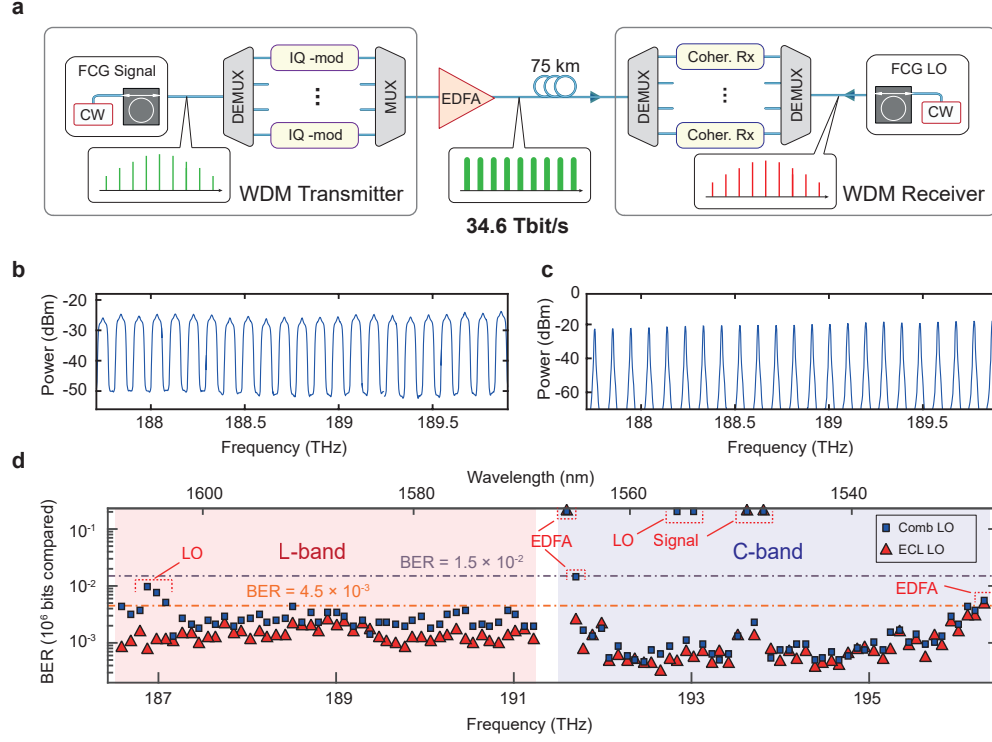 a
FCG Signal
CW
DEMUX
IQ -mod
...
IQ -mod
MUX
WDM Transmitter
EDFA
75 km
34.6 Tbit/s
DEMUX
Coher. Rx
...
Coher. Rx
DEMUX
FCG LO
CW
WDM Receiver
b
Power (dBm)
-20
-30
-40
-50
188
188.5
189
189.5
Frequency (THz)
c
Power (dBm)
0
-20
-40
-60
188
188.5
189
189.5
Frequency (THz)
d
Wavelength (nm)
1600
1580
1560
1540
BER (10⁶ bits compared)
10⁻¹
10⁻²
10⁻³
LO
L-band
BER = 1.5 × 10⁻²
BER = 4.5 × 10⁻³
EDFA
LO
Signal
C-band
Comb LO
ECL LO
EDFA
187
189
191
193
195
Frequency (THz)